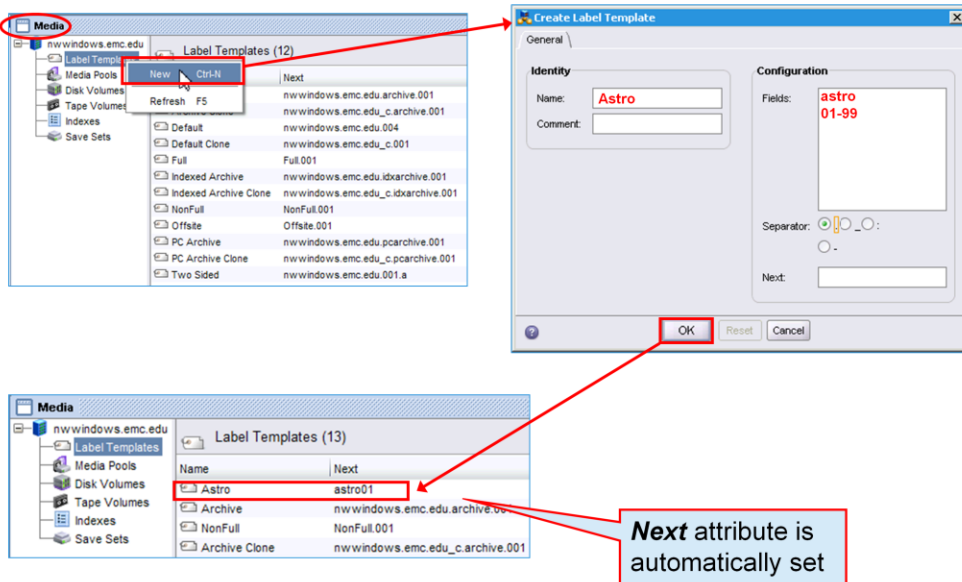 Media
nwwindows.emc.edu
Label Templates
Media Pools
Disk Volumes
Tape Volumes
Indexes
Save Sets
Label Templates (12)
New Ctrl-N
Refresh F5
Next
nwwindows.emc.edu.archive.001
Archive Clone nwwindows.emc.edu_c.archive.001
Default nwwindows.emc.edu.004
Default Clone nwwindows.emc.edu_c.001
Full Full.001
Indexed Archive nwwindows.emc.edu.idxarchive.001
Indexed Archive Clone nwwindows.emc.edu_c.idxarchive.001
NonFull NonFull.001
Offsite Offsite.001
PC Archive nwwindows.emc.edu.pcarchive.001
PC Archive Clone nwwindows.emc.edu_c.pcarchive.001
Two Sided nwwindows.emc.edu.001.a
Create Label Template
General
Identity
Name: Astro
Comment:
Configuration
Fields: astro
01-99
Separator: . _ :
-
Next:
OK Reset Cancel
Media
nwwindows.emc.edu
Label Templates
Media Pools
Disk Volumes
Tape Volumes
Indexes
Save Sets
Label Templates (13)
Name Next
Astro astro01
Archive nwwindows.emc.edu.archive.001
NonFull NonFull.001
Archive Clone nwwindows.emc.edu_c.archive.001
Next attribute is
automatically set